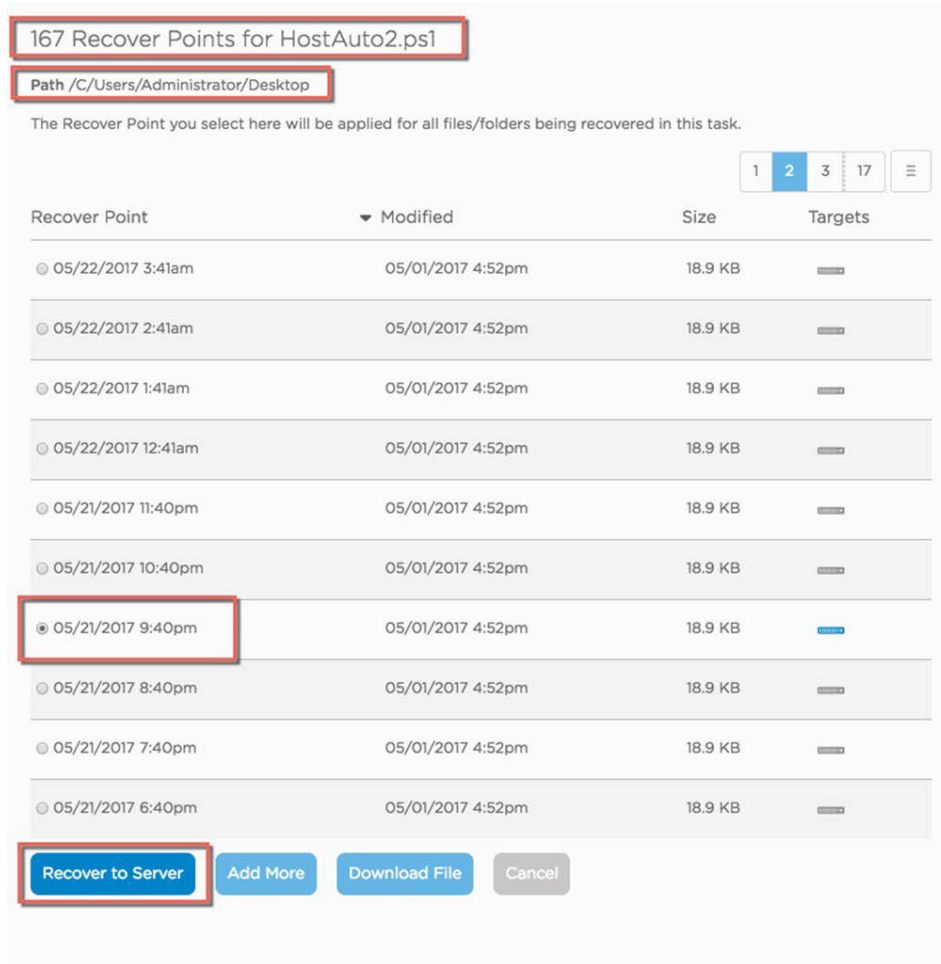 167 Recover Points for HostAuto2.ps1
Path /C/Users/Administrator/Desktop
The Recover Point you select here will be applied for all files/folders being recovered in this task.
1 2 3 17
Recover Point Modified Size Targets
05/22/2017 3:41am 05/01/2017 4:52pm 18.9 KB
05/22/2017 2:41am 05/01/2017 4:52pm 18.9 KB
05/22/2017 1:41am 05/01/2017 4:52pm 18.9 KB
05/22/2017 12:41am 05/01/2017 4:52pm 18.9 KB
05/21/2017 11:40pm 05/01/2017 4:52pm 18.9 KB
05/21/2017 10:40pm 05/01/2017 4:52pm 18.9 KB
05/21/2017 9:40pm 05/01/2017 4:52pm 18.9 KB
05/21/2017 8:40pm 05/01/2017 4:52pm 18.9 KB
05/21/2017 7:40pm 05/01/2017 4:52pm 18.9 KB
05/21/2017 6:40pm 05/01/2017 4:52pm 18.9 KB
Recover to Server Add More Download File Cancel